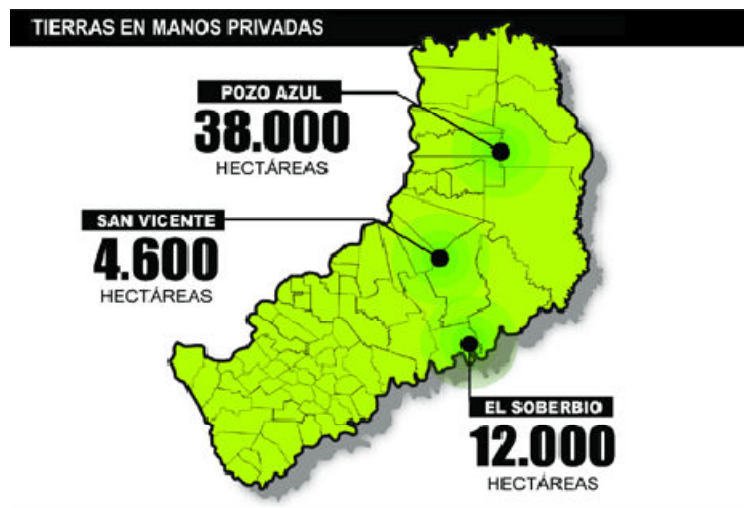 TIERRAS EN MANOS PRIVADAS
POZO AZUL
38.000
HECTÁREAS
SAN VICENTE
4.600
HECTÁREAS
EL SOBERBIO
12.000
HECTÁREAS